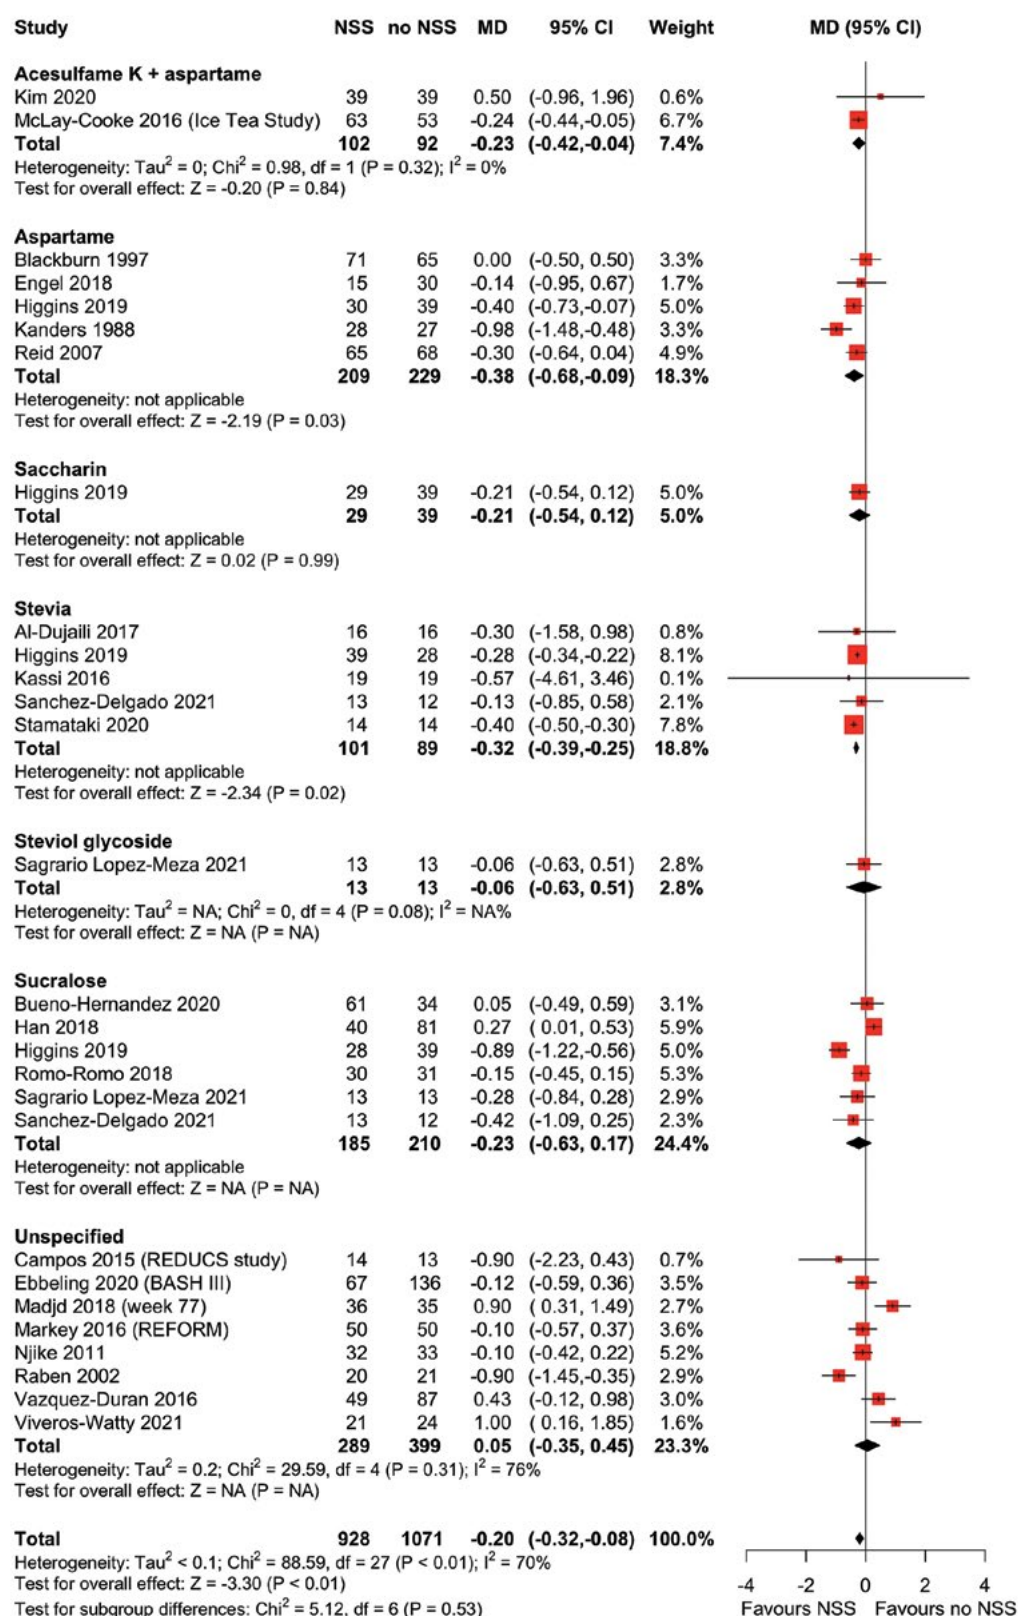 Study NSS no NSS MD 95% CI Weight MD (95% CI)
Acesulfame K + aspartame
Kim 2020 39 39 0.50 (-0.96, 1.96) 0.6%
McLay-Cooke 2016 (Ice Tea Study) 63 53 -0.24 (-0.44,-0.05) 6.7%
Total 102 92 -0.23 (-0.42,-0.04) 7.4%
Heterogeneity: Tau² = 0; Chi² = 0.98, df = 1 (P = 0.32); I² = 0%
Test for overall effect: Z = -0.20 (P = 0.84)
Aspartame
Blackburn 1997 71 65 0.00 (-0.50, 0.50) 3.3%
Engel 2018 15 30 -0.14 (-0.95, 0.67) 1.7%
Higgins 2019 30 39 -0.40 (-0.73,-0.07) 5.0%
Kanders 1988 28 27 -0.98 (-1.48,-0.48) 3.3%
Reid 2007 65 68 -0.30 (-0.64, 0.04) 4.9%
Total 209 229 -0.38 (-0.68,-0.09) 18.3%
Heterogeneity: not applicable
Test for overall effect: Z = -2.19 (P = 0.03)
Saccharin
Higgins 2019 29 39 -0.21 (-0.54, 0.12) 5.0%
Total 29 39 -0.21 (-0.54, 0.12) 5.0%
Heterogeneity: not applicable
Test for overall effect: Z = 0.02 (P = 0.99)
Stevia
Al-Dujaili 2017 16 16 -0.30 (-1.58, 0.98) 0.8%
Higgins 2019 39 28 -0.28 (-0.34,-0.22) 8.1%
Kassi 2016 19 19 -0.57 (-4.61, 3.46) 0.1%
Sanchez-Delgado 2021 13 12 -0.13 (-0.85, 0.58) 2.1%
Stamataki 2020 14 14 -0.40 (-0.50,-0.30) 7.8%
Total 101 89 -0.32 (-0.39,-0.25) 18.8%
Heterogeneity: not applicable
Test for overall effect: Z = -2.34 (P = 0.02)
Steviol glycoside
Sagrario Lopez-Meza 2021 13 13 -0.06 (-0.63, 0.51) 2.8%
Total 13 13 -0.06 (-0.63, 0.51) 2.8%
Heterogeneity: Tau² = NA; Chi² = 0, df = 4 (P = 0.08); I² = NA%
Test for overall effect: Z = NA (P = NA)
Sucralose
Bueno-Hernandez 2020 61 34 0.05 (-0.49, 0.59) 3.1%
Han 2018 40 81 0.27 ( 0.01, 0.53) 5.9%
Higgins 2019 28 39 -0.89 (-1.22,-0.56) 5.0%
Romo-Romo 2018 30 31 -0.15 (-0.45, 0.15) 5.3%
Sagrario Lopez-Meza 2021 13 13 -0.28 (-0.84, 0.28) 2.9%
Sanchez-Delgado 2021 13 12 -0.42 (-1.09, 0.25) 2.3%
Total 185 210 -0.23 (-0.63, 0.17) 24.4%
Heterogeneity: not applicable
Test for overall effect: Z = NA (P = NA)
Unspecified
Campos 2015 (REDUCS study) 14 13 -0.90 (-2.23, 0.43) 0.7%
Ebbeling 2020 (BASH III) 67 136 -0.12 (-0.59, 0.36) 3.5%
Madjd 2018 (week 77) 36 35 0.90 ( 0.31, 1.49) 2.7%
Markey 2016 (REFORM) 50 50 -0.10 (-0.57, 0.37) 3.6%
Njike 2011 32 33 -0.10 (-0.42, 0.22) 5.2%
Raben 2002 20 21 -0.90 (-1.45,-0.35) 2.9%
Vazquez-Duran 2016 49 87 0.43 (-0.12, 0.98) 3.0%
Viveros-Watty 2021 21 24 1.00 ( 0.16, 1.85) 1.6%
Total 289 399 0.05 (-0.35, 0.45) 23.3%
Heterogeneity: Tau² = 0.2; Chi² = 29.59, df = 4 (P = 0.31); I² = 76%
Test for overall effect: Z = NA (P = NA)
Total 928 1071 -0.20 (-0.32,-0.08) 100.0%
Heterogeneity: Tau² < 0.1; Chi² = 88.59, df = 27 (P < 0.01); I² = 70%
Test for overall effect: Z = -3.30 (P < 0.01)
Test for subgroup differences: Chi² = 5.12, df = 6 (P = 0.53)
-4 -2 0 2 4
Favours NSS Favours no NSS